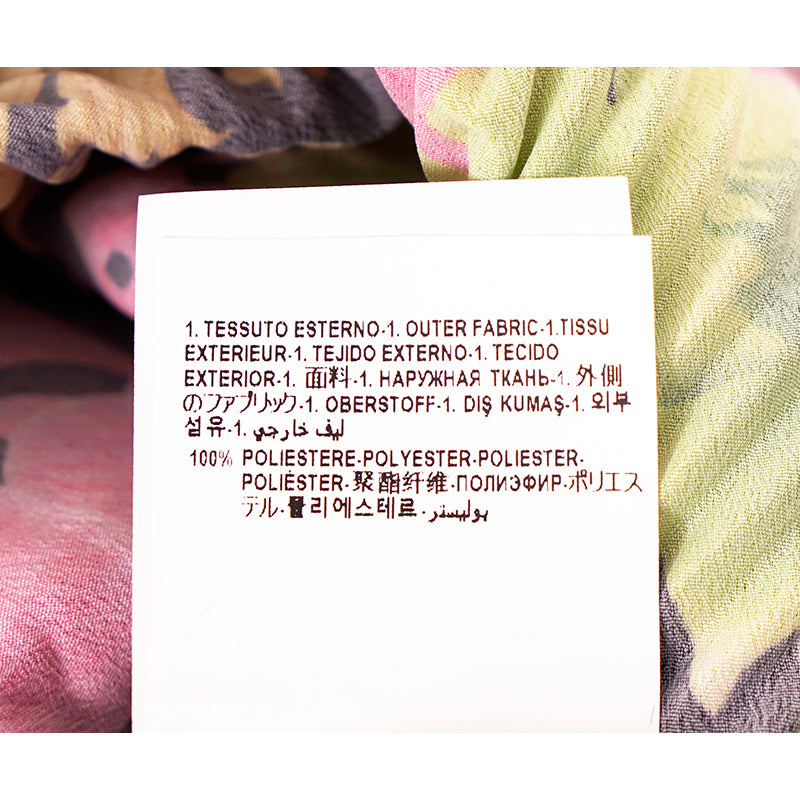 1. TESSUTO ESTERNO-1. OUTER FABRIC-1.TISSU
EXTERIEUR-1. TEJIDO EXTERNO-1. TECIDO
EXTERIOR-1. 面料-1. НАРУЖНАЯ ТКАНЬ-1. 外側
のファブリック-1. OBERSTOFF-1. DIŞ KUMAŞ-1. 외부
섬유-1. ليف خارجي
100% POLIESTERE-POLYESTER-POLIESTER-
POLIÉSTER-聚酯纤维-ПОЛИЭФИР-ポリエス
テル-폴리에스테르-بوليستر